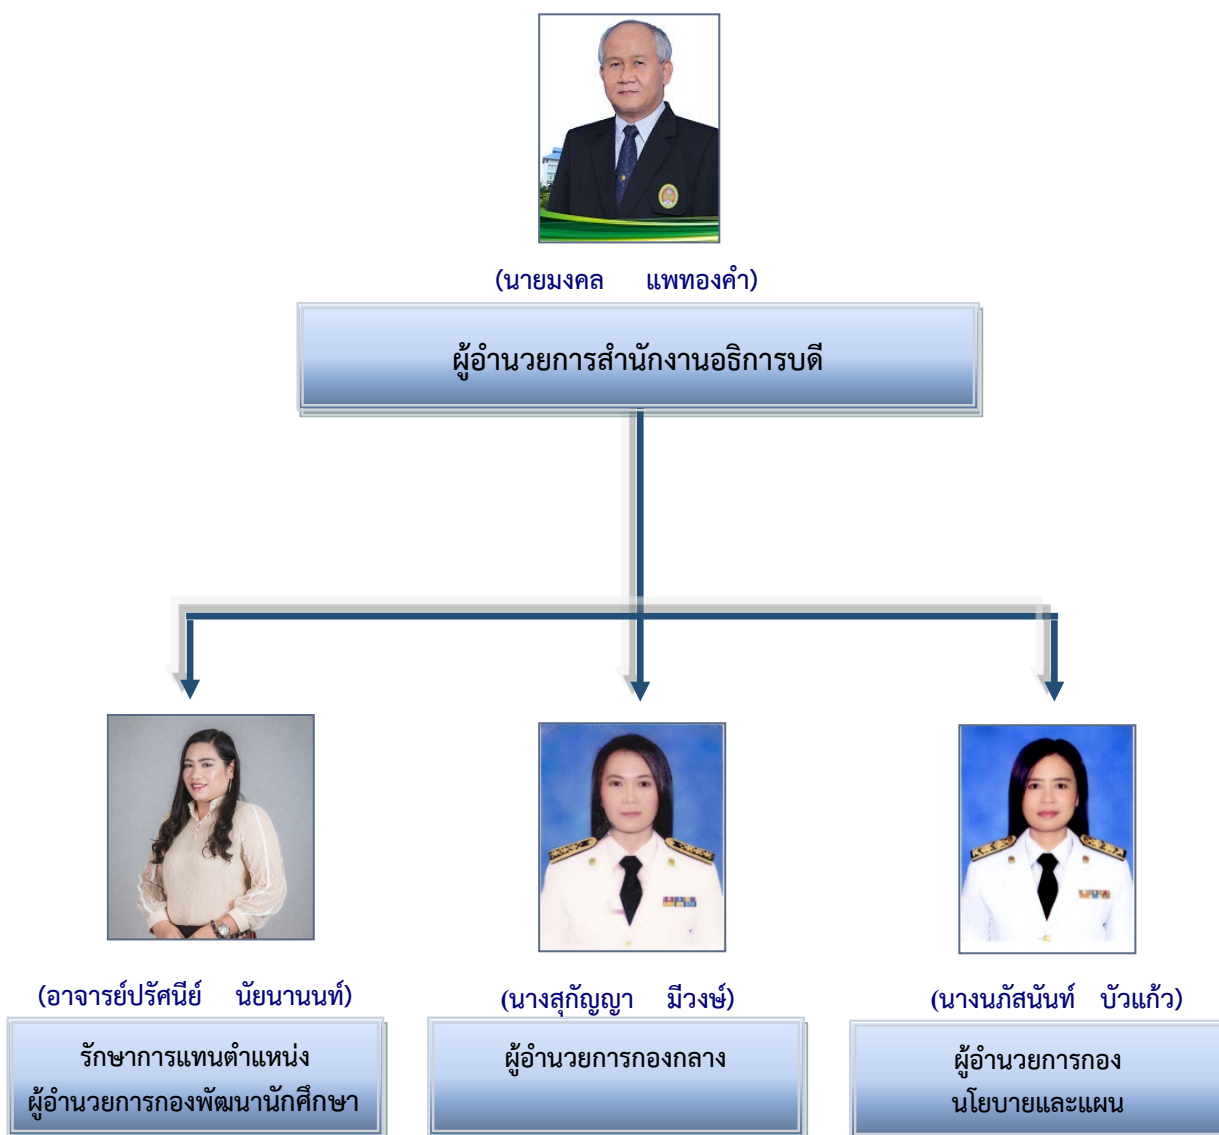 (นายมงคล แพทองคำ)
ผู้อำนวยการสำนักงานอธิการบดี
(อาจารย์ปรัศนีย์ นัยนานนท์)
รักษาการแทนตำแหน่ง
ผู้อำนวยการกองพัฒนานักศึกษา
(นางสุกัญญา มีวงษ์)
ผู้อำนวยการกองกลาง
(นางนภัสนันท์ บัวแก้ว)
ผู้อำนวยการกอง
นโยบายและแผน